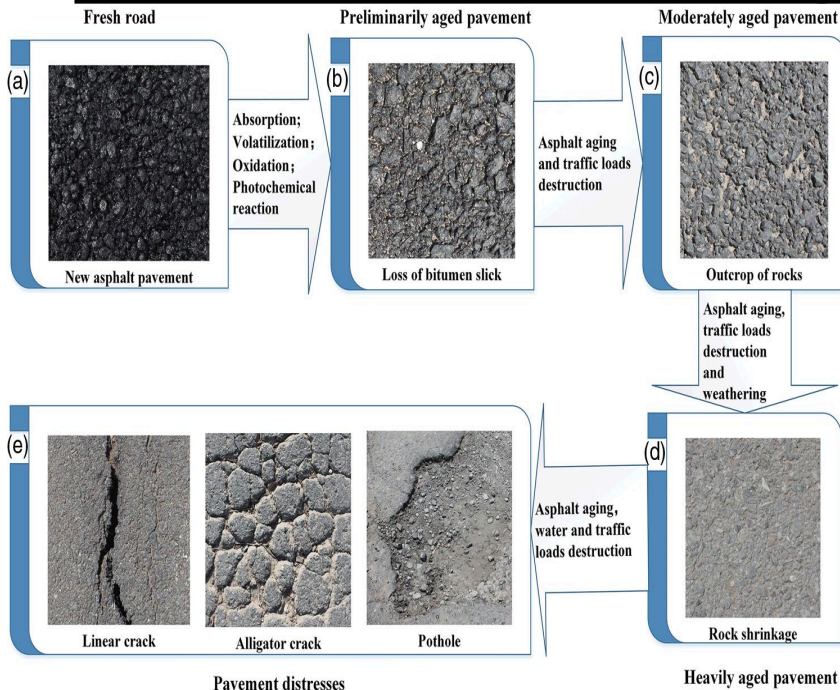 Fresh road
Preliminarily aged pavement
Moderately aged pavement
(a)
New asphalt pavement
Absorption;
Volatilization;
Oxidation;
Photochemical
reaction
(b)
Loss of bitumen slick
Asphalt aging
and traffic loads
destruction
(c)
Outcrop of rocks
Asphalt aging,
traffic loads
destruction
and
weathering
(d)
Rock shrinkage
Heavily aged pavement
Asphalt aging,
water and traffic
loads destruction
(e)
Linear crack
Alligator crack
Pothole
Pavement distresses